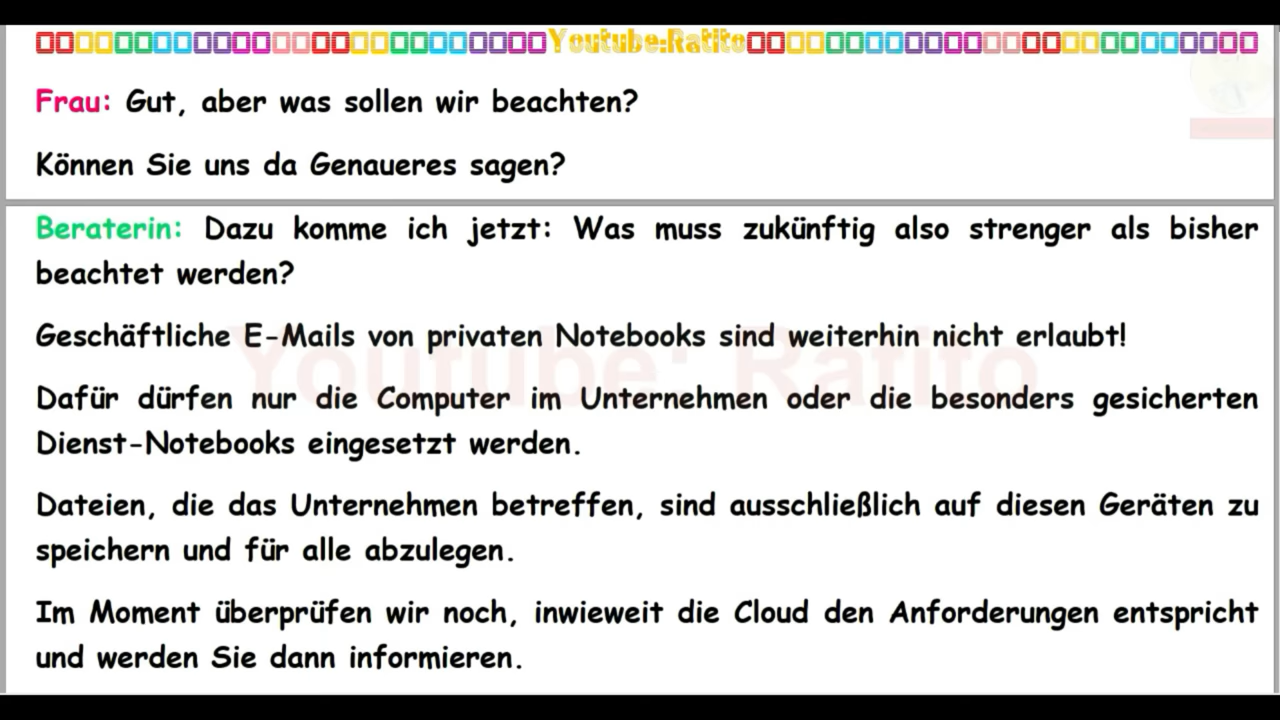 Youtube:Ratito
Frau: Gut, aber was sollen wir beachten?
Können Sie uns da Genaueres sagen?
Beraterin: Dazu komme ich jetzt: Was muss zukünftig also strenger als bisher
beachtet werden?
Geschäftliche E-Mails von privaten Notebooks sind weiterhin nicht erlaubt!
Youtube: Ratito
Dafür dürfen nur die Computer im Unternehmen oder die besonders gesicherten
Dienst-Notebooks eingesetzt werden.
Dateien, die das Unternehmen betreffen, sind ausschließlich auf diesen Geräten zu
speichern und für alle abzulegen.
Im Moment überprüfen wir noch, inwieweit die Cloud den Anforderungen entspricht
und werden Sie dann informieren.